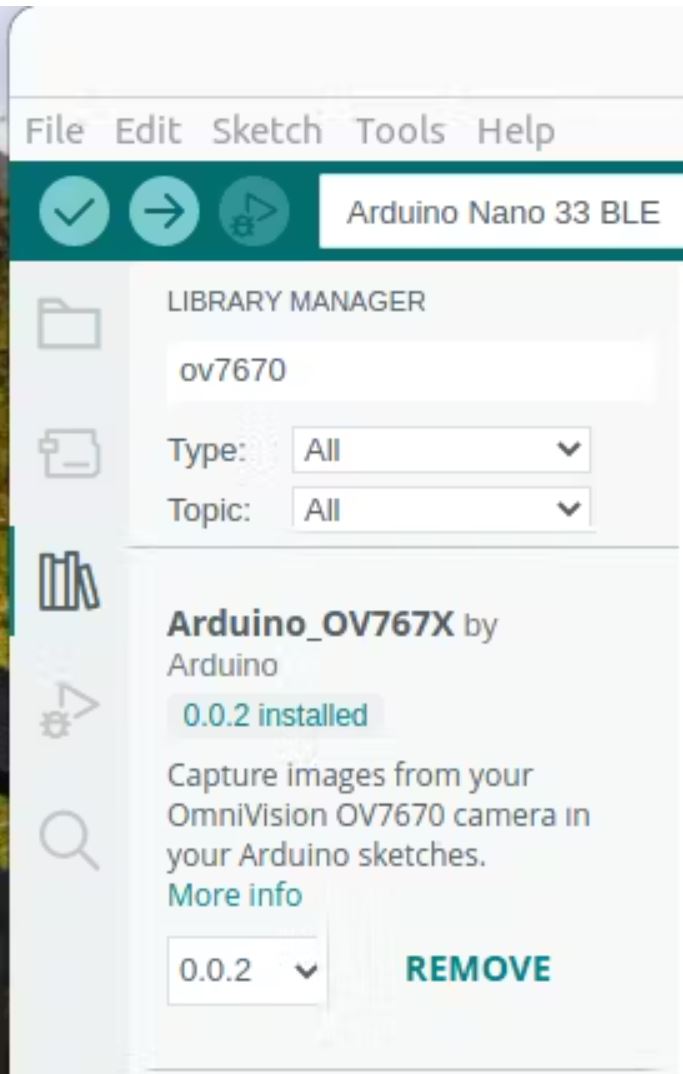 File Edit Sketch Tools Help
Arduino Nano 33 BLE
LIBRARY MANAGER
ov7670
Type: All
Topic: All
Arduino_OV767X by
Arduino
0.0.2 installed
Capture images from your
OmniVision OV7670 camera in
your Arduino sketches.
More info
0.0.2 REMOVE